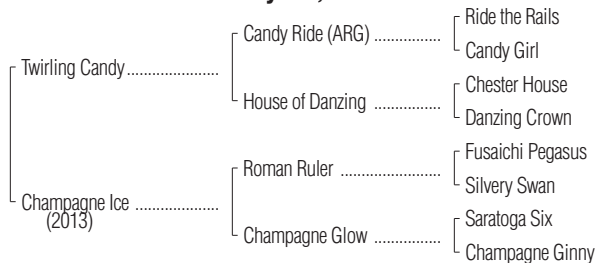 Ride the Rails
Candy Ride (ARG) ................
Candy Girl
Twirling Candy ......................
Chester House
House of Danzing ................
Danzing Crown
Fusaichi Pegasus
Roman Ruler ........................
Silvery Swan
Champagne Ice ....................
(2013)
Saratoga Six
Champagne Glow ................
Champagne Ginny